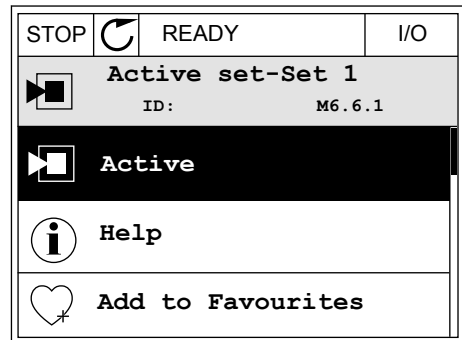 STOP READY I/O
Active set-Set 1
ID: M6.6.1
Active
Help
Add to Favourites